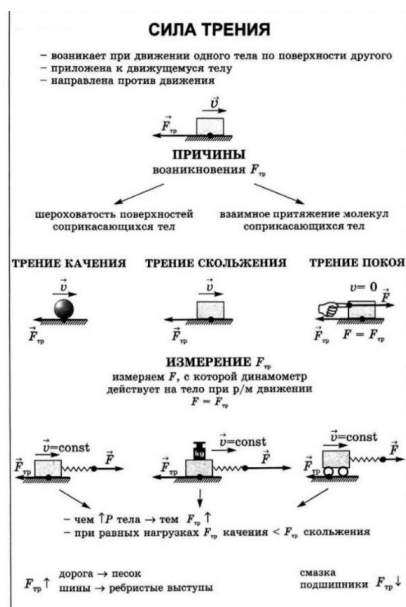 СИЛА ТРЕНИЯ
– возникает при движении одного тела по поверхности другого
– приложена к движущемуся телу
– направлена против движения
v
Fтр
ПРИЧИНЫ
возникновения Fтр
шероховатость поверхностей
соприкасающихся тел
взаимное притяжение молекул
соприкасающихся тел
ТРЕНИЕ КАЧЕНИЯ
ТРЕНИЕ СКОЛЬЖЕНИЯ
ТРЕНИЕ ПОКОЯ
v
v
v= 0
F
Fтр
Fтр
Fтр
F = Fтр
ИЗМЕРЕНИЕ Fтр
измеряем F, с которой динамометр
действует на тело при р/м движении
F = Fтр
v=const
kg
v=const
v=const
Fтр
F
Fтр
F
Fтр
F
– чем ↑P тела → тем Fтр ↑
– при равных нагрузках Fтр качения < Fтр скольжения
Fтр ↑
дорога → песок
шины → ребристые выступы
смазка
подшипники Fтр ↓